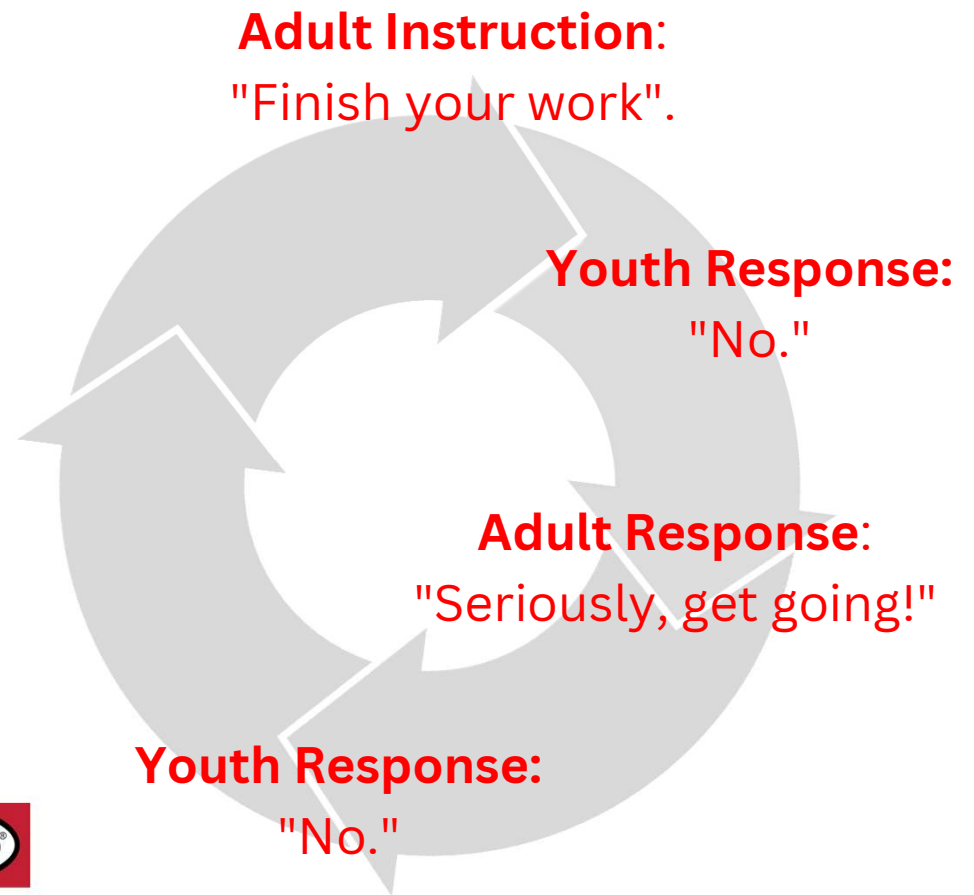 Adult Instruction:
"Finish your work".
Youth Response:
"No."
Adult Response:
"Seriously, get going!"
Youth Response:
"No."
®